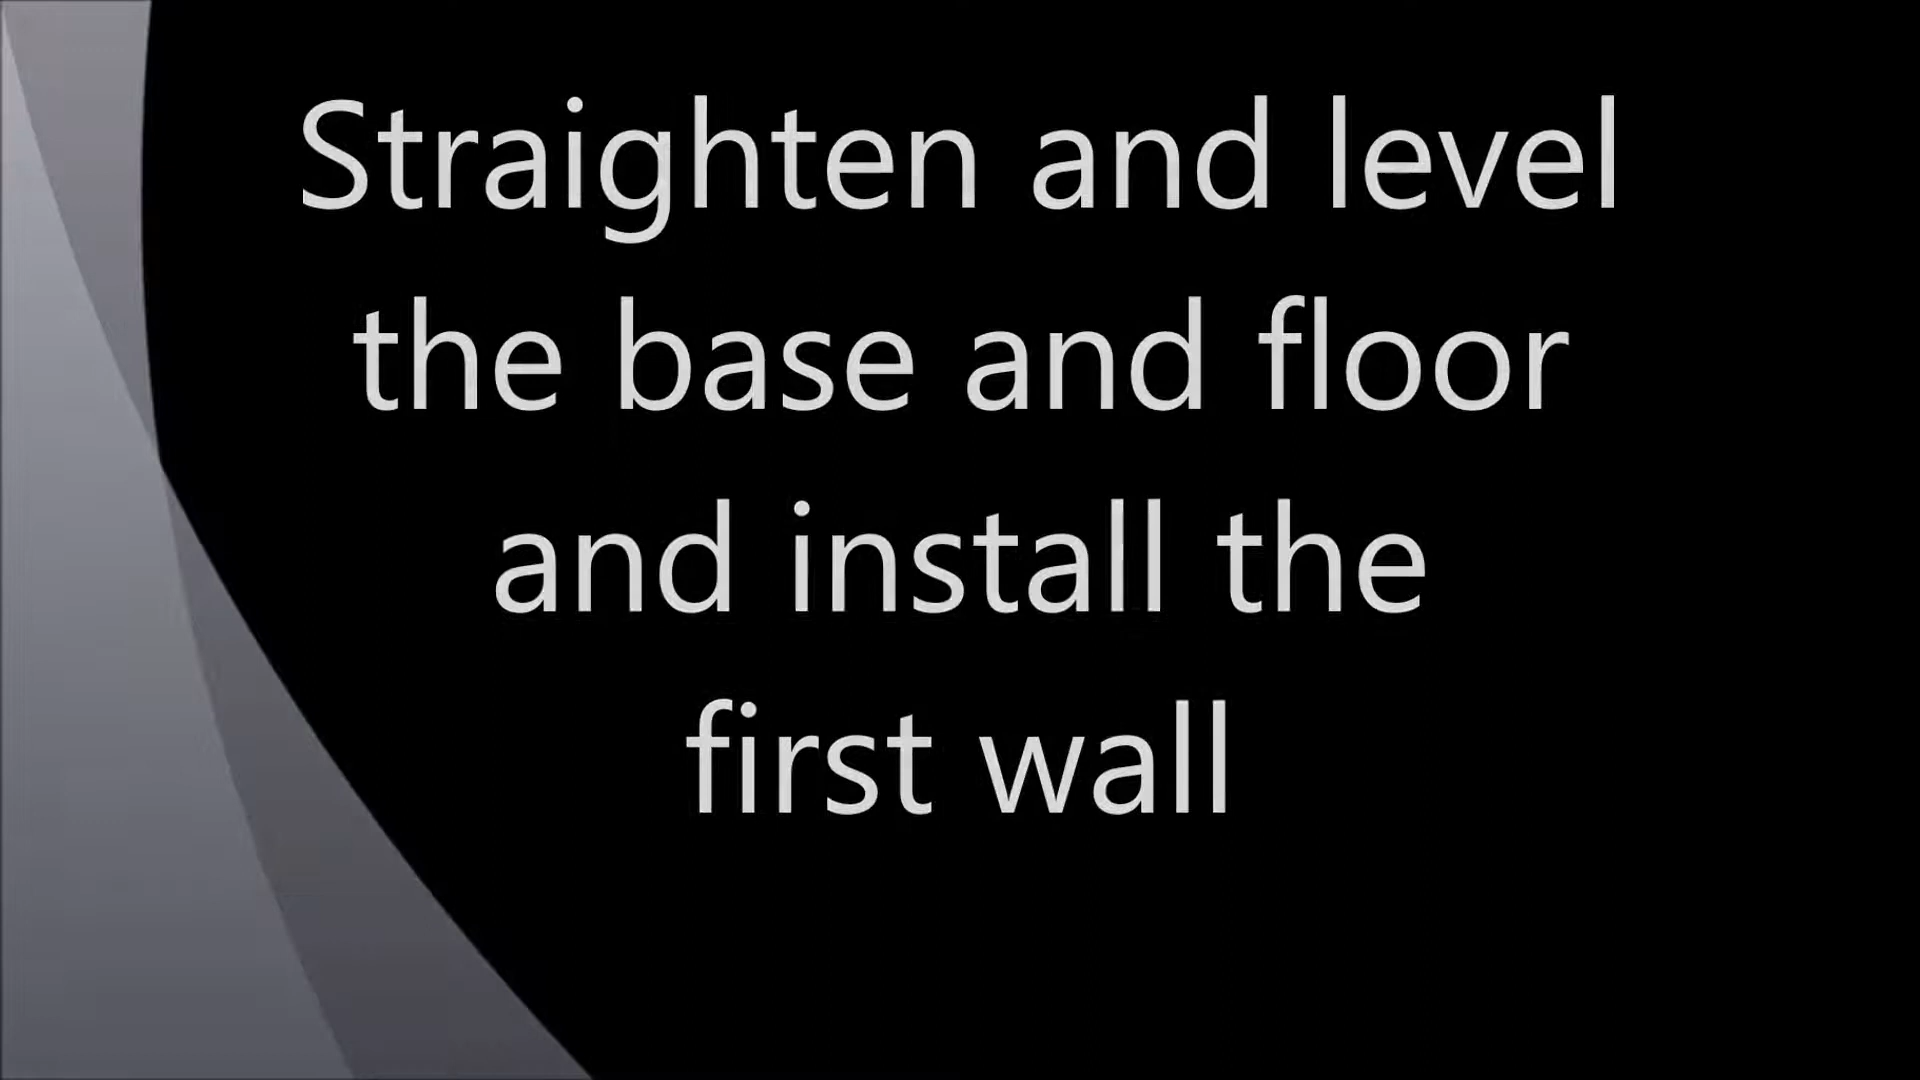 Straighten and level
the base and floor
and install the
first wall